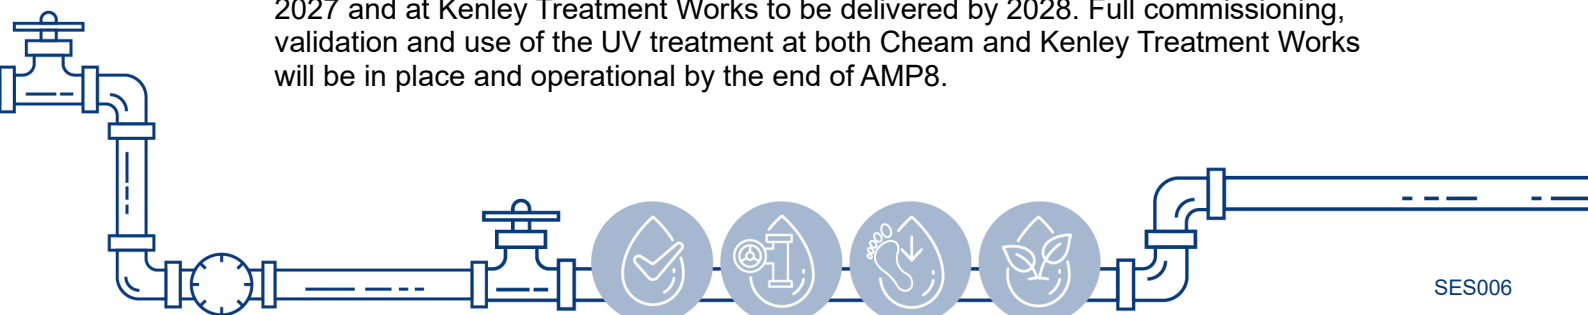 2027 and at Kenley Treatment Works to be delivered by 2028. Full commissioning,
validation and use of the UV treatment at both Cheam and Kenley Treatment Works
will be in place and operational by the end of AMP8.
SES006